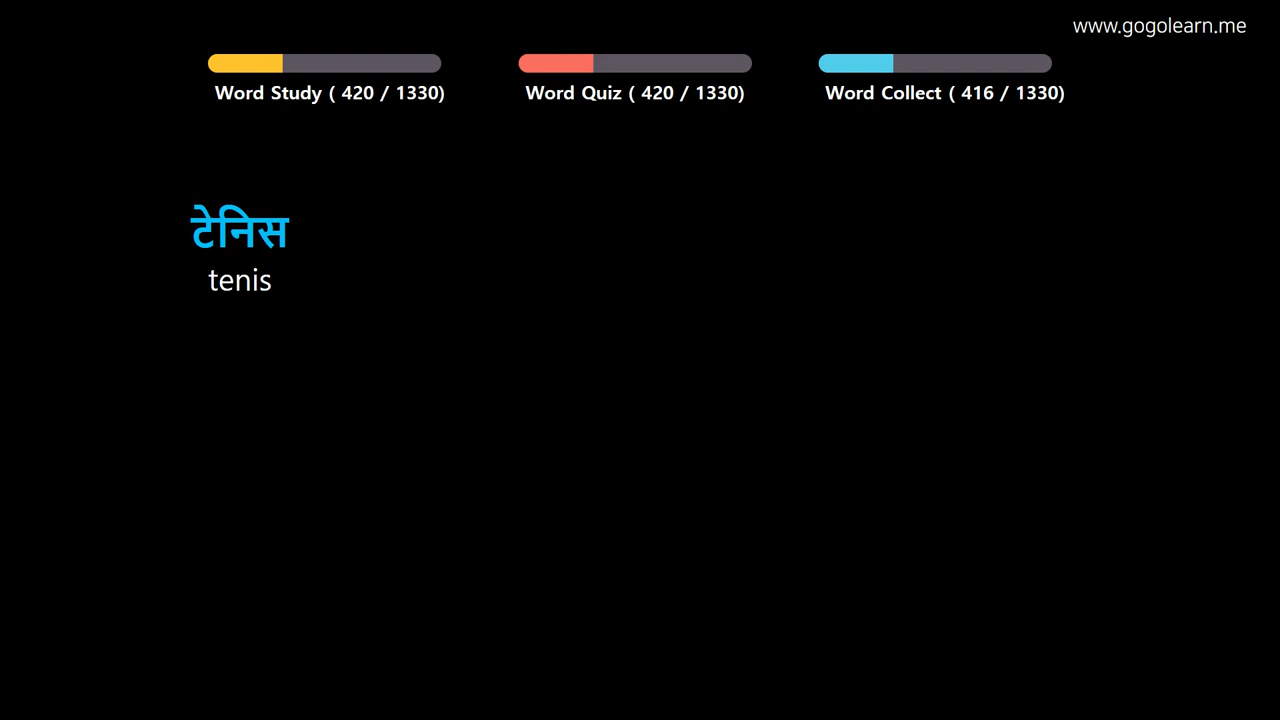 www.gogolearn.me
Word Study ( 420 / 1330)
Word Quiz ( 420 / 1330)
Word Collect ( 416 / 1330)
टेनिस
tenis